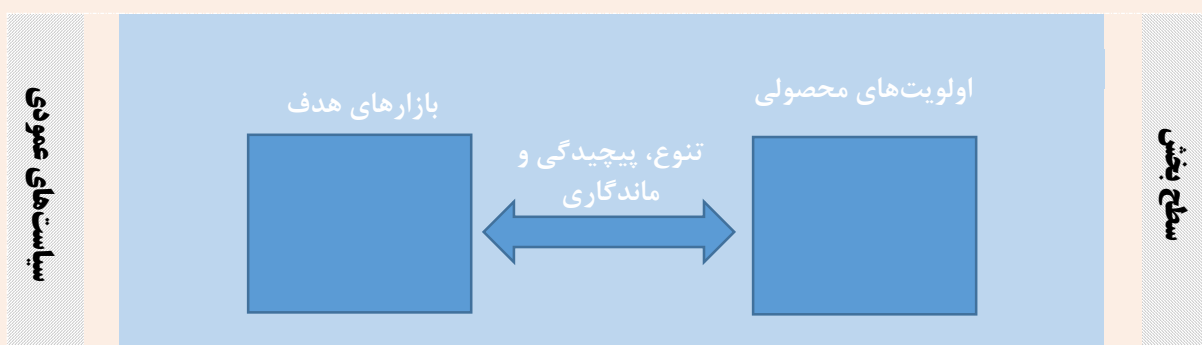 سطح بخش
اولویت‌های محصولی
بازارهای هدف
تنوع، پیچیدگی و
ماندگاری
سیاست‌های عمودی